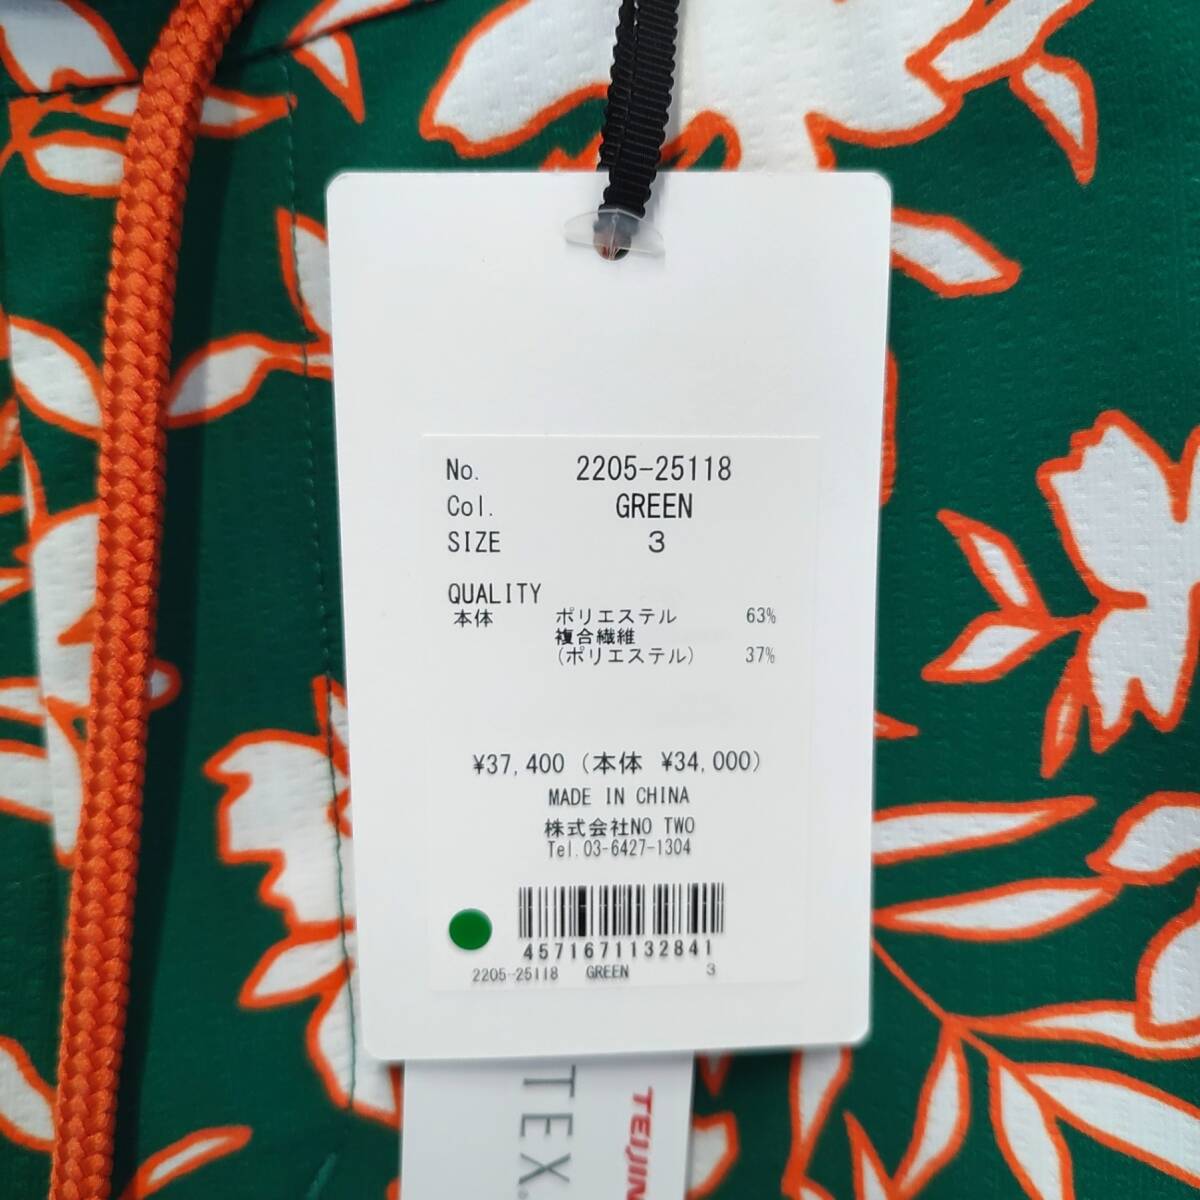 No. 2205-25118
Col. GREEN
SIZE 3
QUALITY
本体 ポリエステル 63%
複合繊維
(ポリエステル) 37%
¥37,400 (本体 ¥34,000)
MADE IN CHINA
株式会社NO TWO
Tel.03-6427-1304
4571671132841
2205-25118 GREEN 3
TEX
TEIJIN